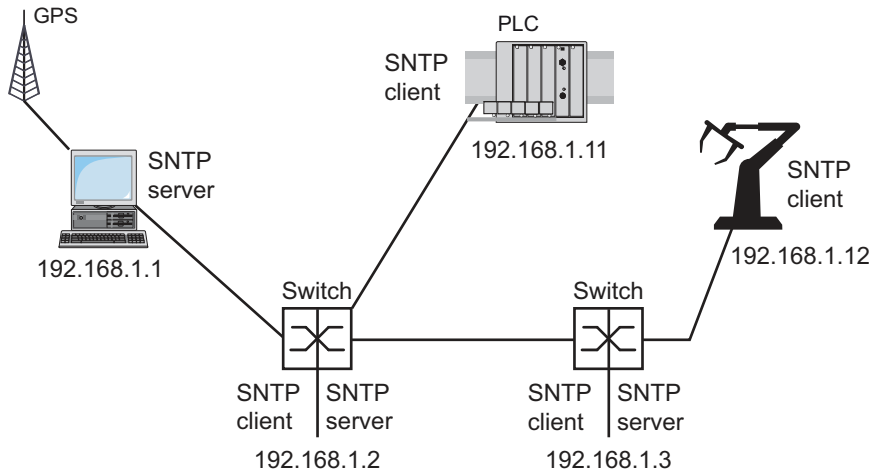 GPS
PLC
SNTP
client
192.168.1.11
SNTP
server
192.168.1.1
SNTP
client
192.168.1.12
Switch
SNTP
client
SNTP
server
192.168.1.2
Switch
SNTP
client
SNTP
server
192.168.1.3